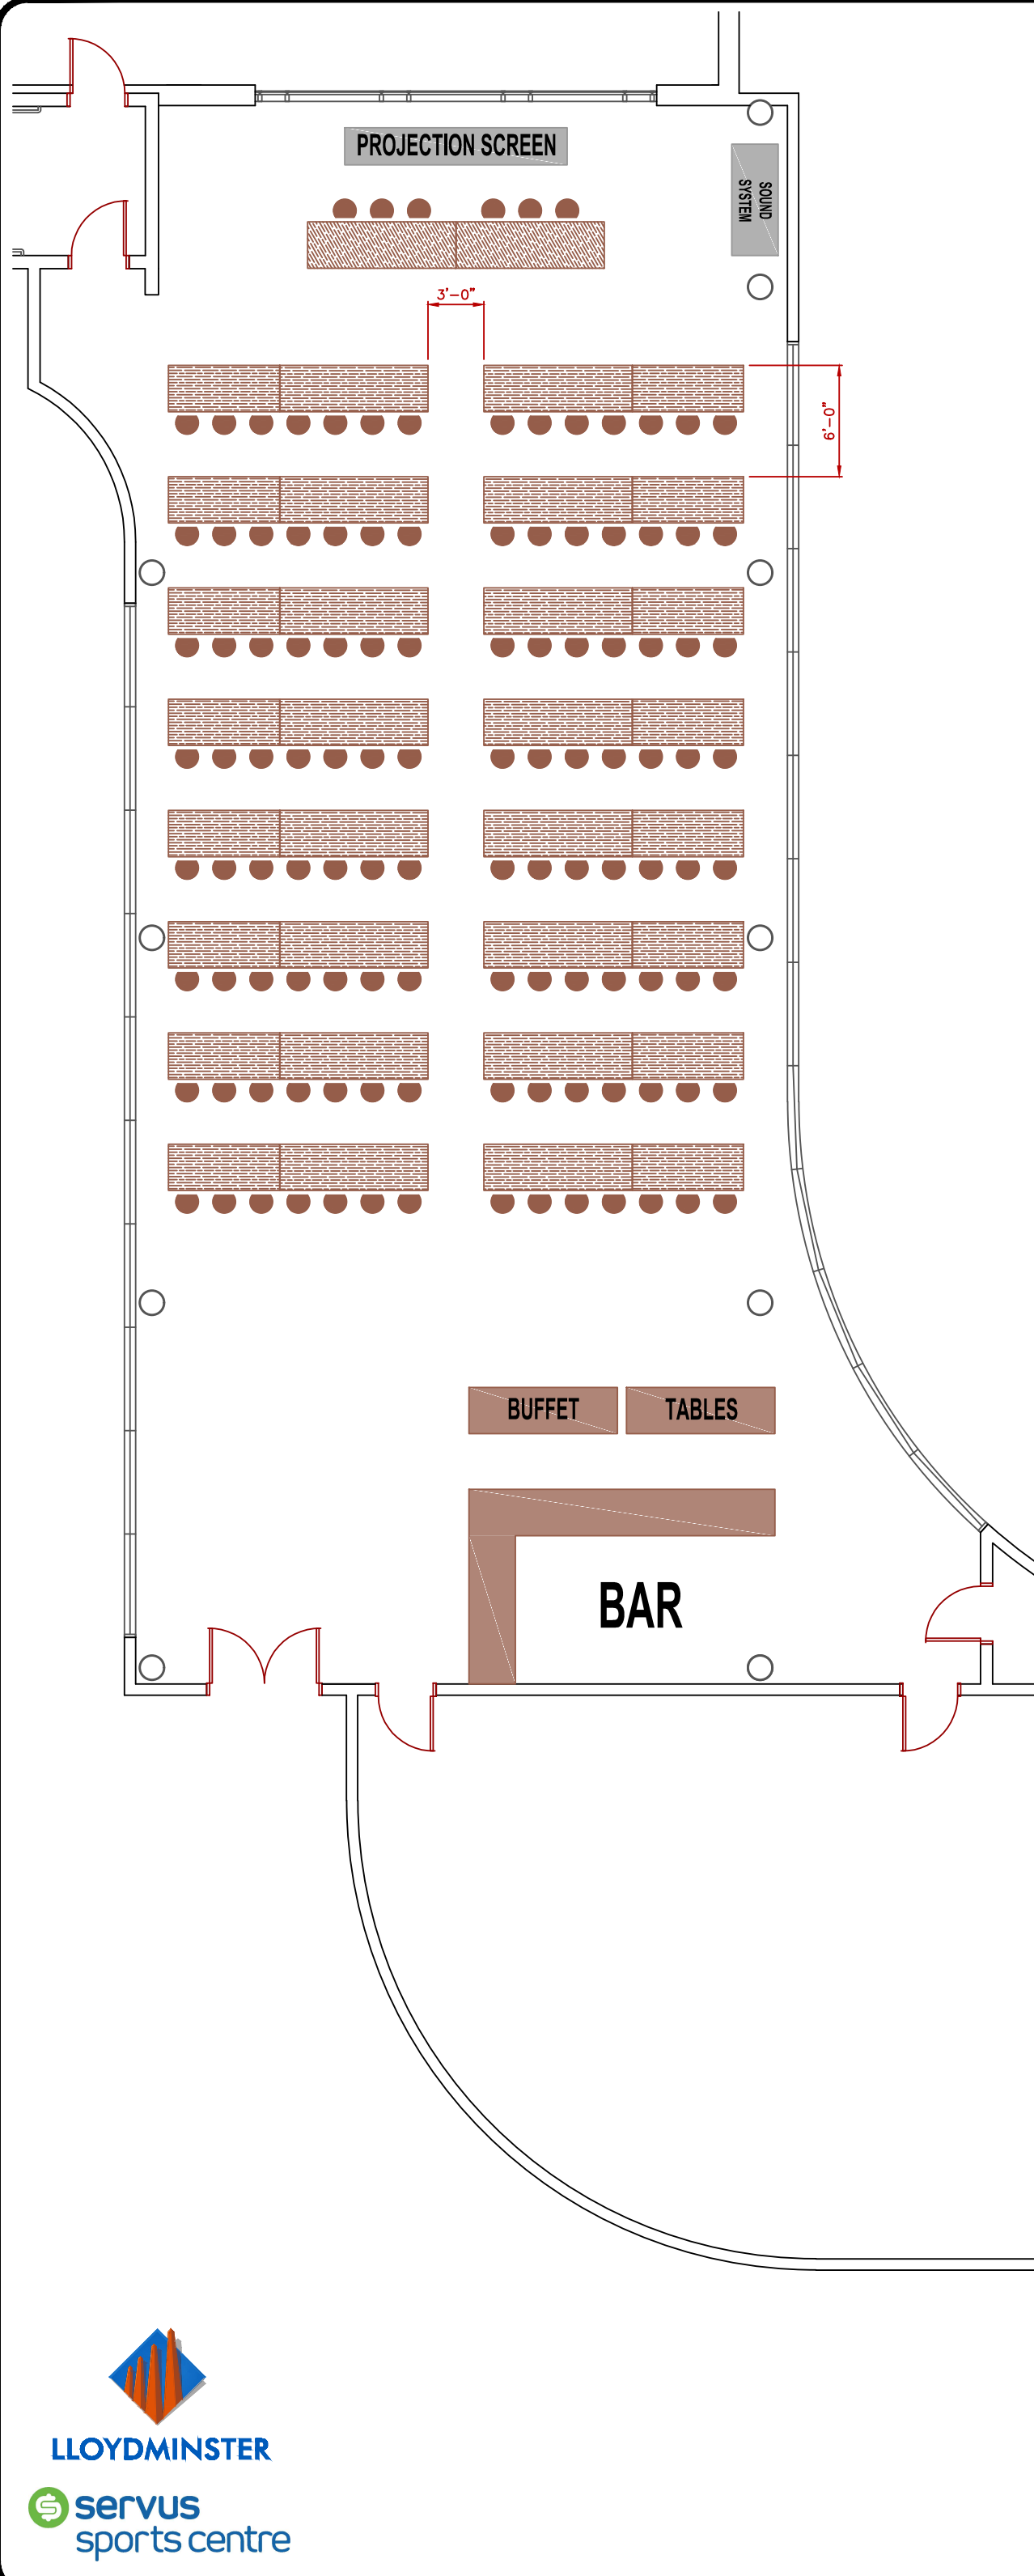 PROJECTION SCREEN
SOUND
SYSTEM
3'-0"
6'-0"
BUFFET
TABLES
BAR
LLOYDMINSTER
servus
sports centre